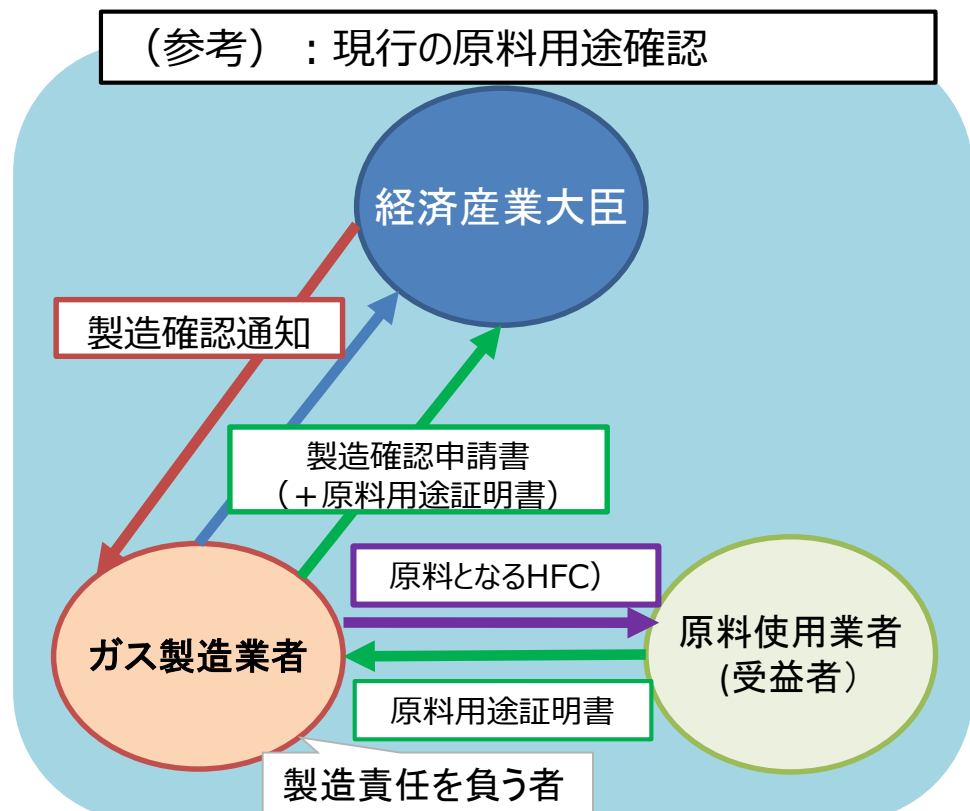 （参考）：現行の原料用途確認
経済産業大臣
製造確認通知
製造確認申請書
（＋原料用途証明書）
原料となるHFC）
ガス製造業者
原料使用業者
(受益者）
原料用途証明書
製造責任を負う者